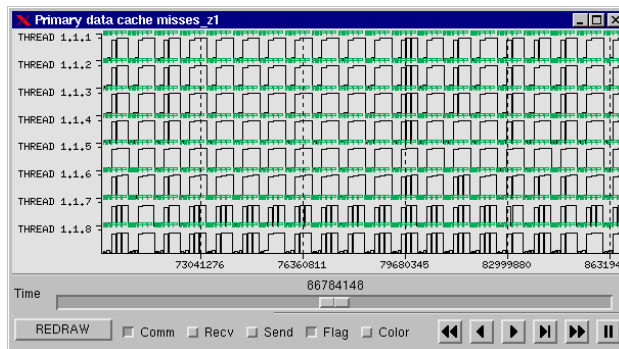 Primary data cache misses_z1
THREAD 1.1.1
THREAD 1.1.2
THREAD 1.1.3
THREAD 1.1.4
THREAD 1.1.5
THREAD 1.1.6
THREAD 1.1.7
THREAD 1.1.8
73041276 76360811 79680345 82999880 863194
86784148
Time
REDRAW Comm Recv Send Flag Color